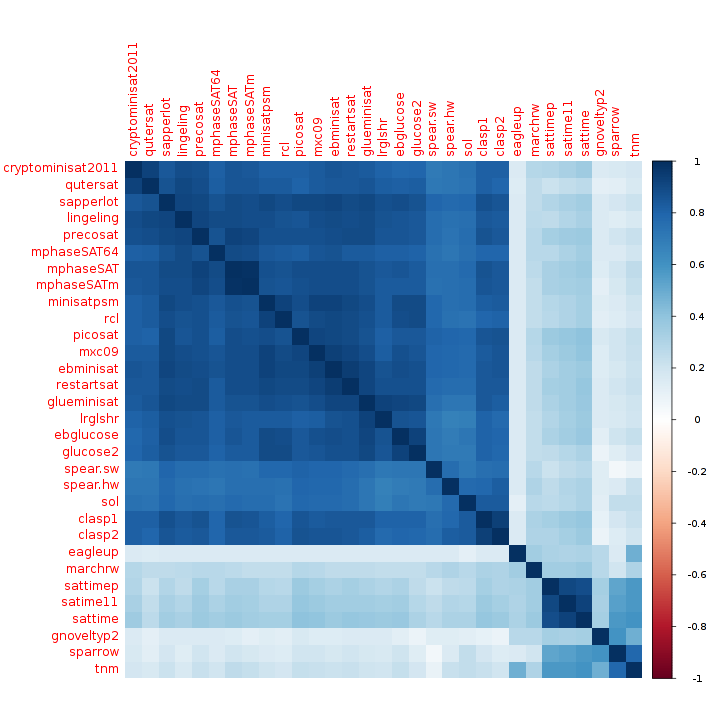 cryptominisat2011
qutersat
sapperlot
lingeling
precosat
mphaseSAT64
mphaseSAT
mphaseSATm
minisatpsm
rcl
picosat
mxc09
ebminisat
restartsat
glueminisat
lrglshr
ebglucose
glucose2
spear.sw
spear.hw
sol
clasp1
clasp2
eagleup
marchrw
sattimep
satime11
sattime
gnoveltyp2
sparrow
tnm
cryptominisat2011
qutersat
sapperlot
lingeling
precosat
mphaseSAT64
mphaseSAT
mphaseSATm
minisatpsm
rcl
picosat
mxc09
ebminisat
restartsat
glueminisat
lrglshr
ebglucose
glucose2
spear.sw
spear.hw
sol
clasp1
clasp2
eagleup
marchrw
sattimep
satime11
sattime
gnoveltyp2
sparrow
tnm
1
0.8
0.6
0.4
0.2
0
-0.2
-0.4
-0.6
-0.8
-1